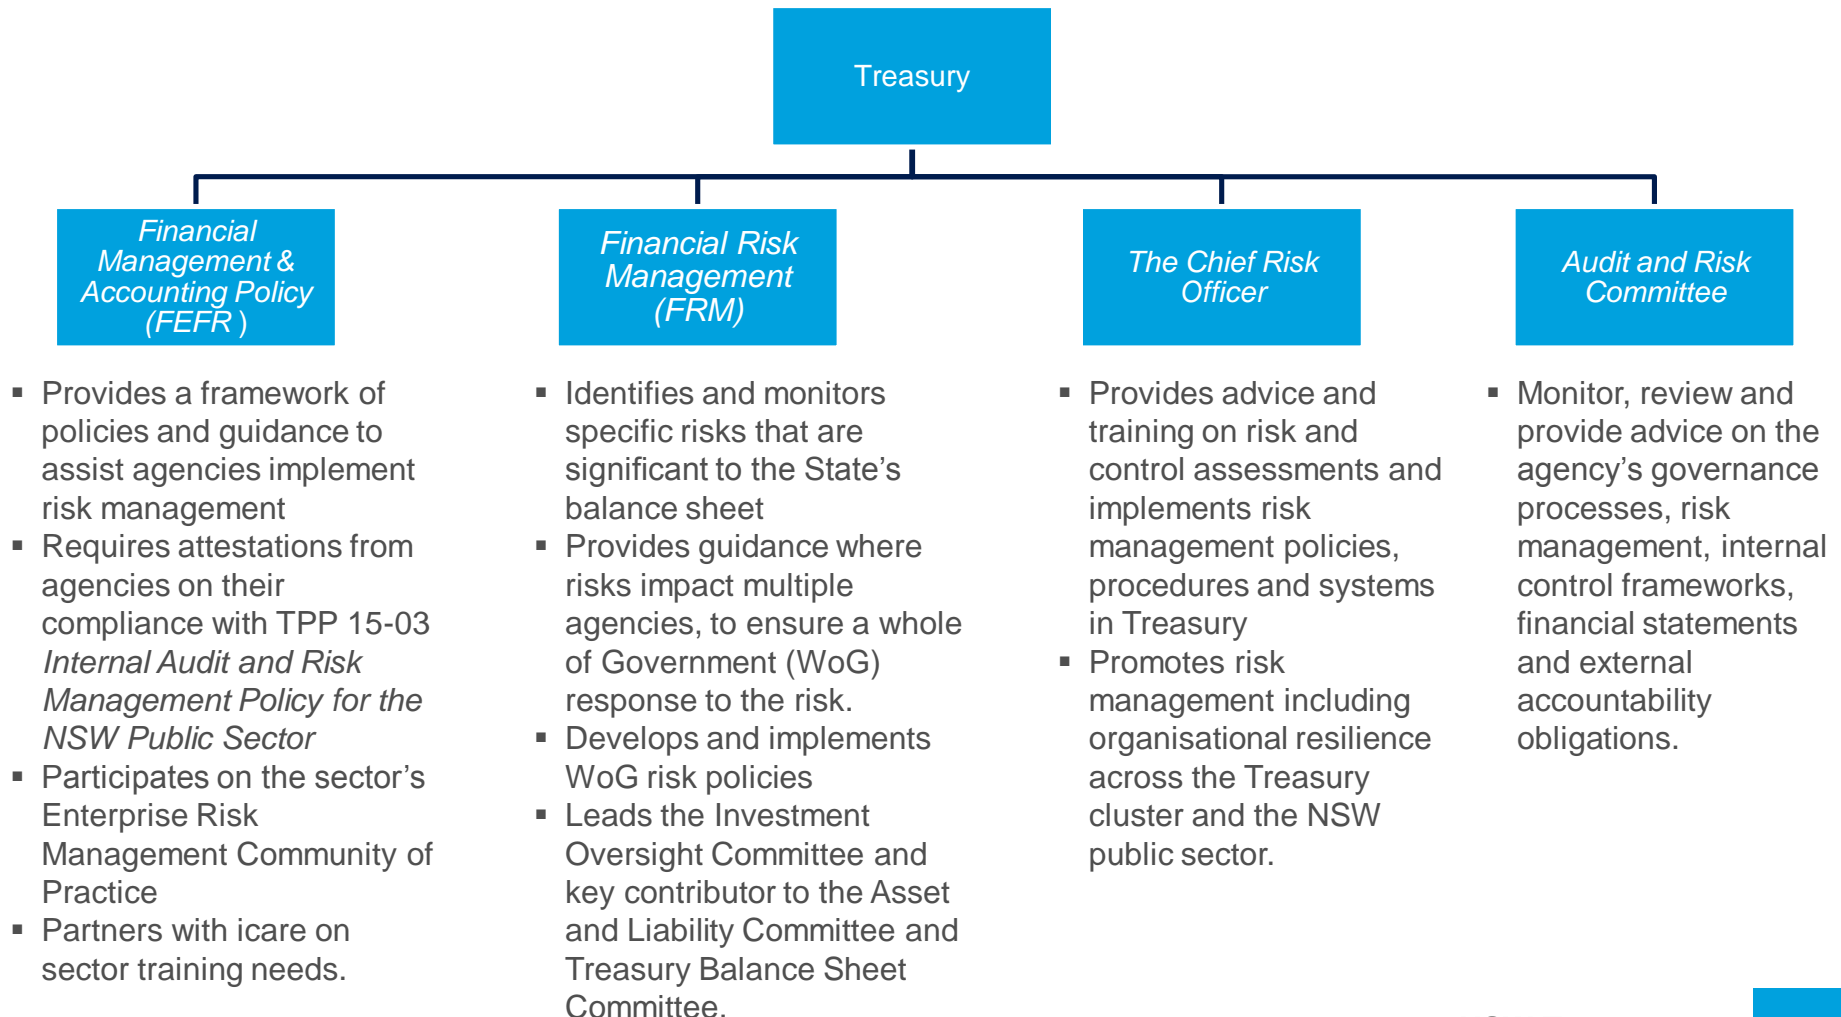 Treasury
Financial
Management &
Accounting Policy
(FEFR )
Financial Risk
Management
(FRM)
The Chief Risk
Officer
Audit and Risk
Committee
▪ Provides a framework of
policies and guidance to
assist agencies implement
risk management
▪ Requires attestations from
agencies on their
compliance with TPP 15-03
Internal Audit and Risk
Management Policy for the
NSW Public Sector
▪ Participates on the sector’s
Enterprise Risk
Management Community of
Practice
▪ Partners with icare on
sector training needs.
▪ Identifies and monitors
specific risks that are
significant to the State’s
balance sheet
▪ Provides guidance where
risks impact multiple
agencies, to ensure a whole
of Government (WoG)
response to the risk.
▪ Develops and implements
WoG risk policies
▪ Leads the Investment
Oversight Committee and
key contributor to the Asset
and Liability Committee and
Treasury Balance Sheet
Committee.
▪ Provides advice and
training on risk and
control assessments and
implements risk
management policies,
procedures and systems
in Treasury
▪ Promotes risk
management including
organisational resilience
across the Treasury
cluster and the NSW
public sector.
▪ Monitor, review and
provide advice on the
agency’s governance
processes, risk
management, internal
control frameworks,
financial statements
and external
accountability
obligations.